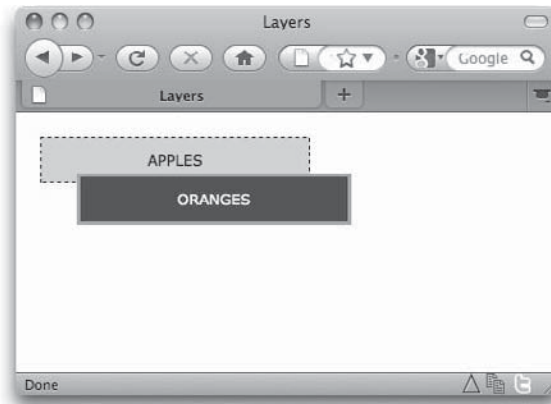 Layers
Google
Layers
+
APPLES
ORANGES
Done